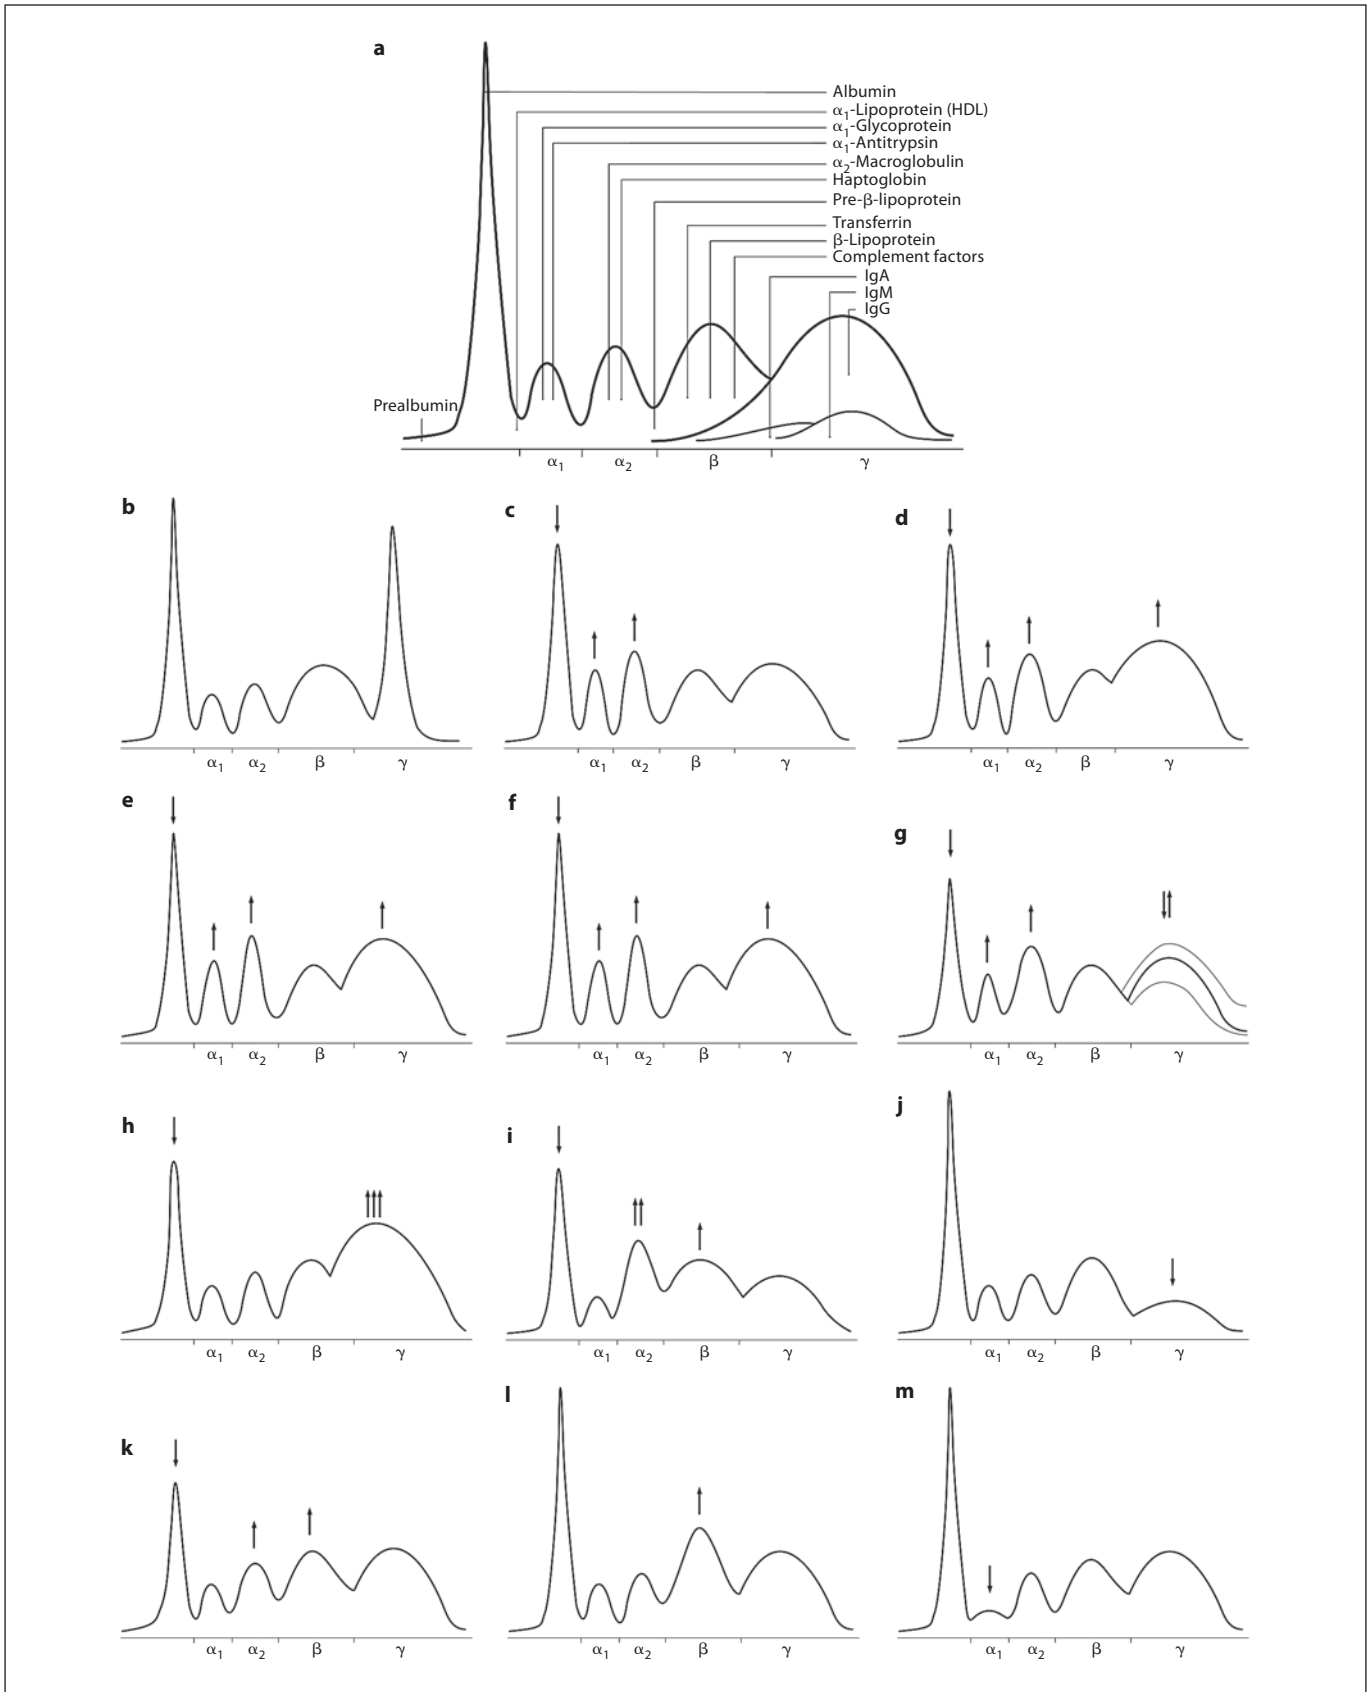 a
Albumin
α1-Lipoprotein (HDL)
α1-Glycoprotein
α1-Antitrypsin
α2-Macroglobulin
Haptoglobin
Pre-β-lipoprotein
Transferrin
β-Lipoprotein
Complement factors
IgA
IgM
IgG
Prealbumin
α1 α2 β γ
b c d
α1 α2 β γ α1 α2 β γ α1 α2 β γ
e f g
α1 α2 β γ α1 α2 β γ α1 α2 β γ
h i j
α1 α2 β γ α1 α2 β γ α1 α2 β γ
k l m
α1 α2 β γ α1 α2 β γ α1 α2 β γ